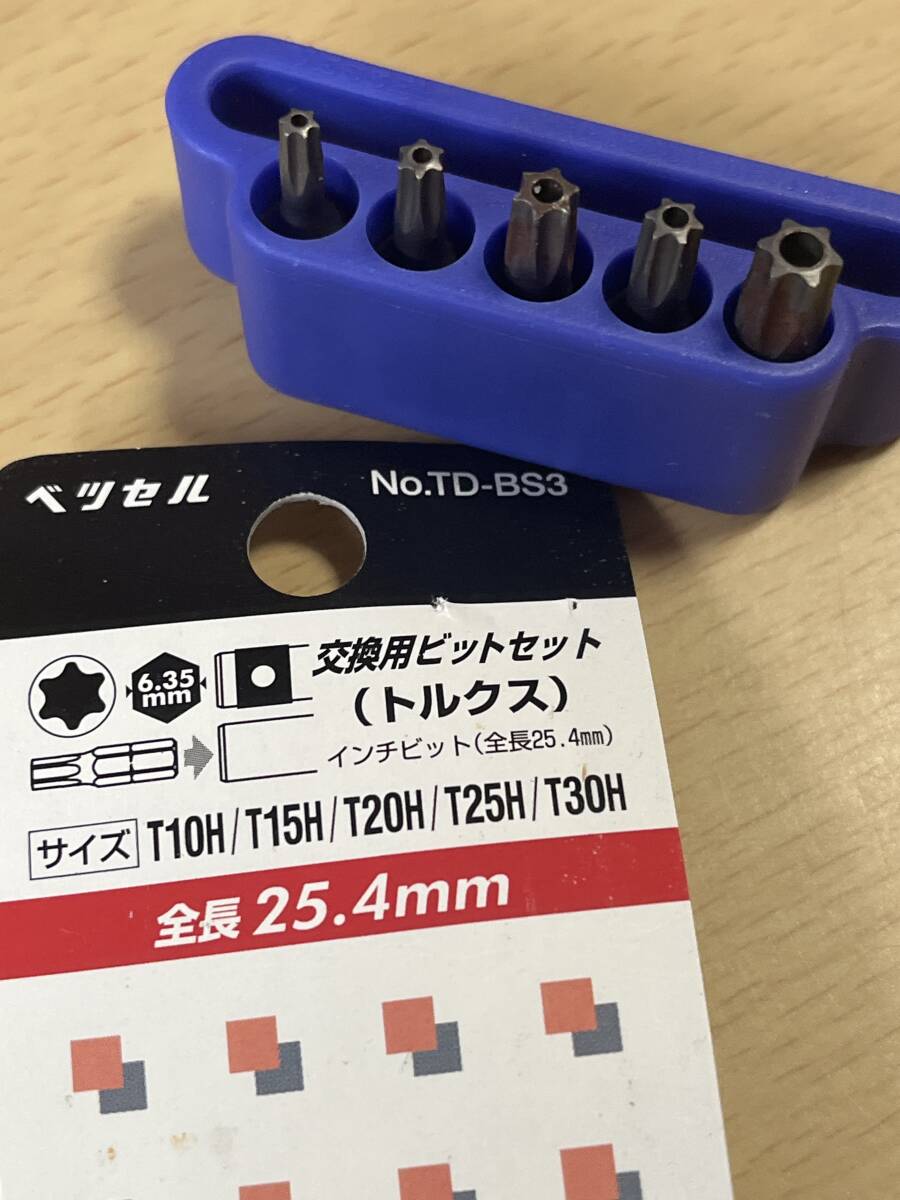 ベッセル No.TD-BS3
6.35 mm
交換用ビットセット
(トルクス)
インチビット(全長25.4mm)
サイズ T10H/T15H/T20H/T25H/T30H
全長 25.4mm